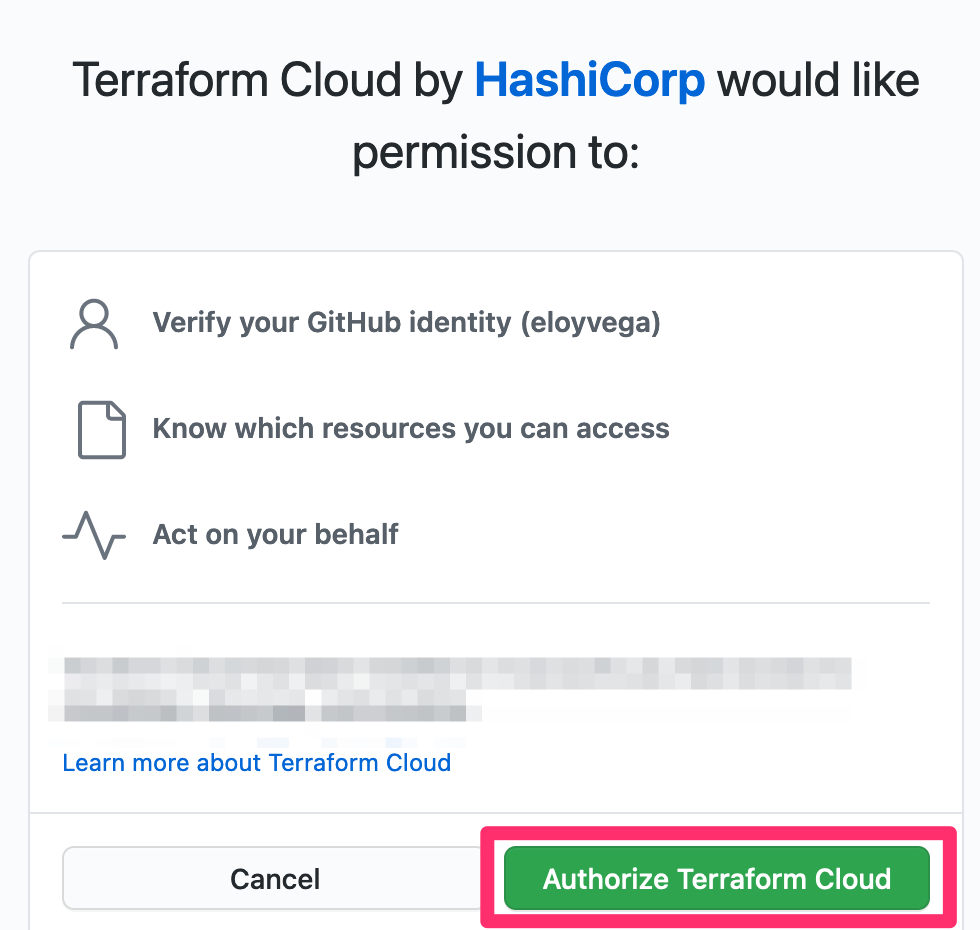 Terraform Cloud by HashiCorp would like
permission to:
Verify your GitHub identity (eloyvega)
Know which resources you can access
Act on your behalf
Learn more about Terraform Cloud
Cancel
Authorize Terraform Cloud